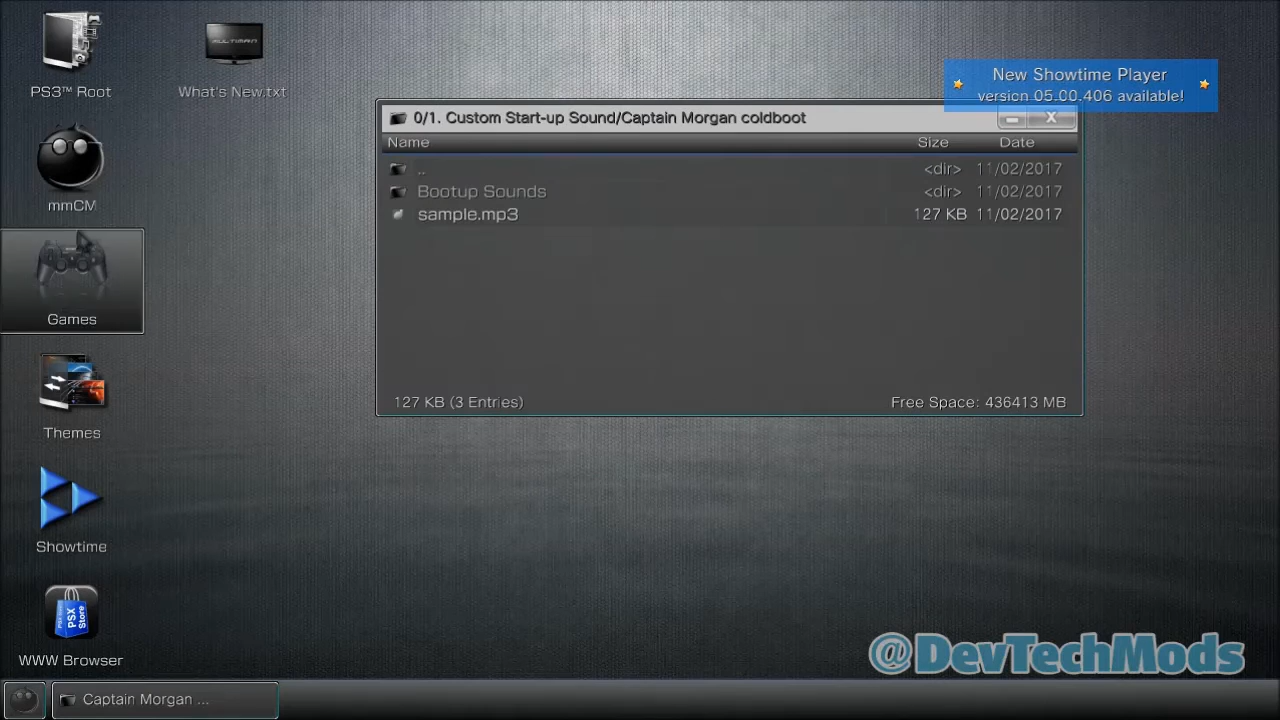 PS3™ Root
What's New.txt
mmCM
Games
Themes
Showtime
WWW Browser
PSX Store
MULTIMAN
New Showtime Player
version 05.00.406 available!
0/1. Custom Start-up Sound/Captain Morgan coldboot
X
Name Size Date
.. <dir> 11/02/2017
Bootup Sounds <dir> 11/02/2017
sample.mp3 127 KB 11/02/2017
127 KB (3 Entries) Free Space: 436413 MB
@DevTechMods
Captain Morgan ...